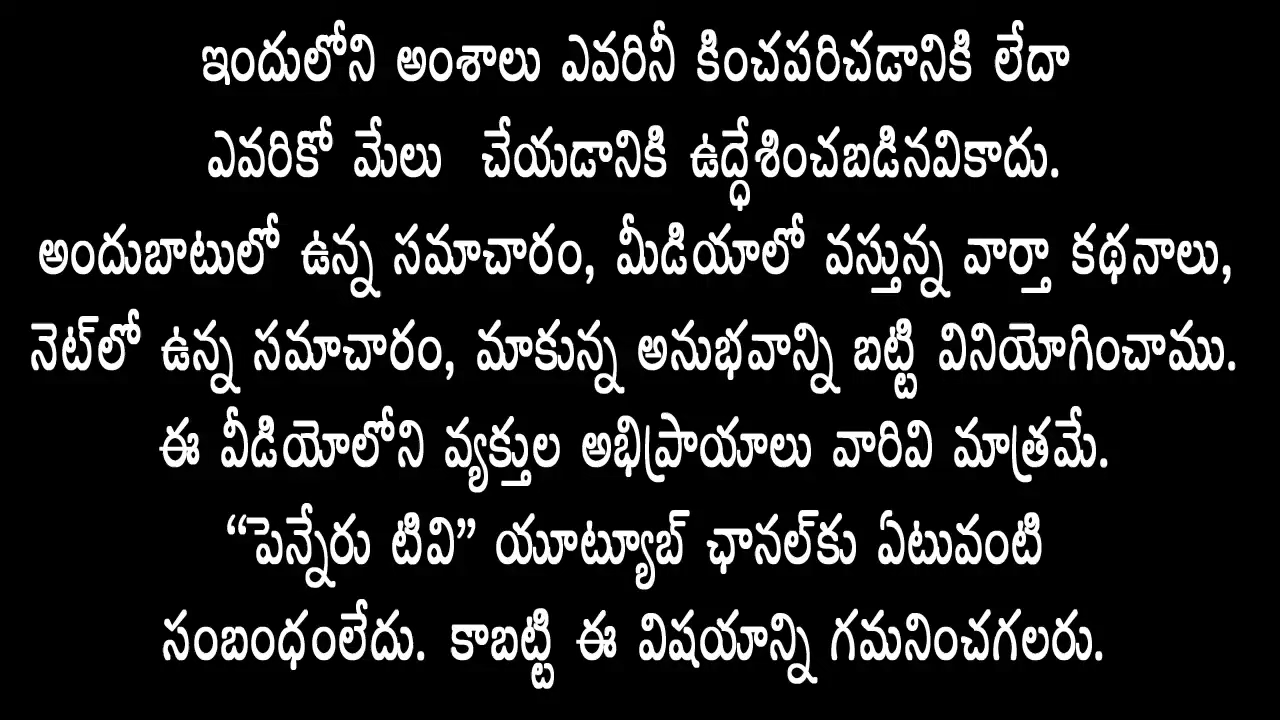 ఇందులోని అంశాలు ఎవరినీ కించపరిచడానికి లేదా
ఎవరికో మేలు చేయడానికి ఉద్ధేశించబడినవికాదు.
అందుబాటులో ఉన్న సమాచారం, మీడియాలో వస్తున్న వార్తా కథనాలు,
నెట్‌లో ఉన్న సమాచారం, మాకున్న అనుభవాన్ని బట్టి వినియోగించాము.
ఈ వీడియోలోని వ్యక్తుల అభిప్రాయాలు వారివి మాత్రమే.
“పెన్నేరు టివి” యూట్యూబ్ ఛానల్‌కు ఏటువంటి
సంబంధంలేదు. కాబట్టి ఈ విషయాన్ని గమనించగలరు.